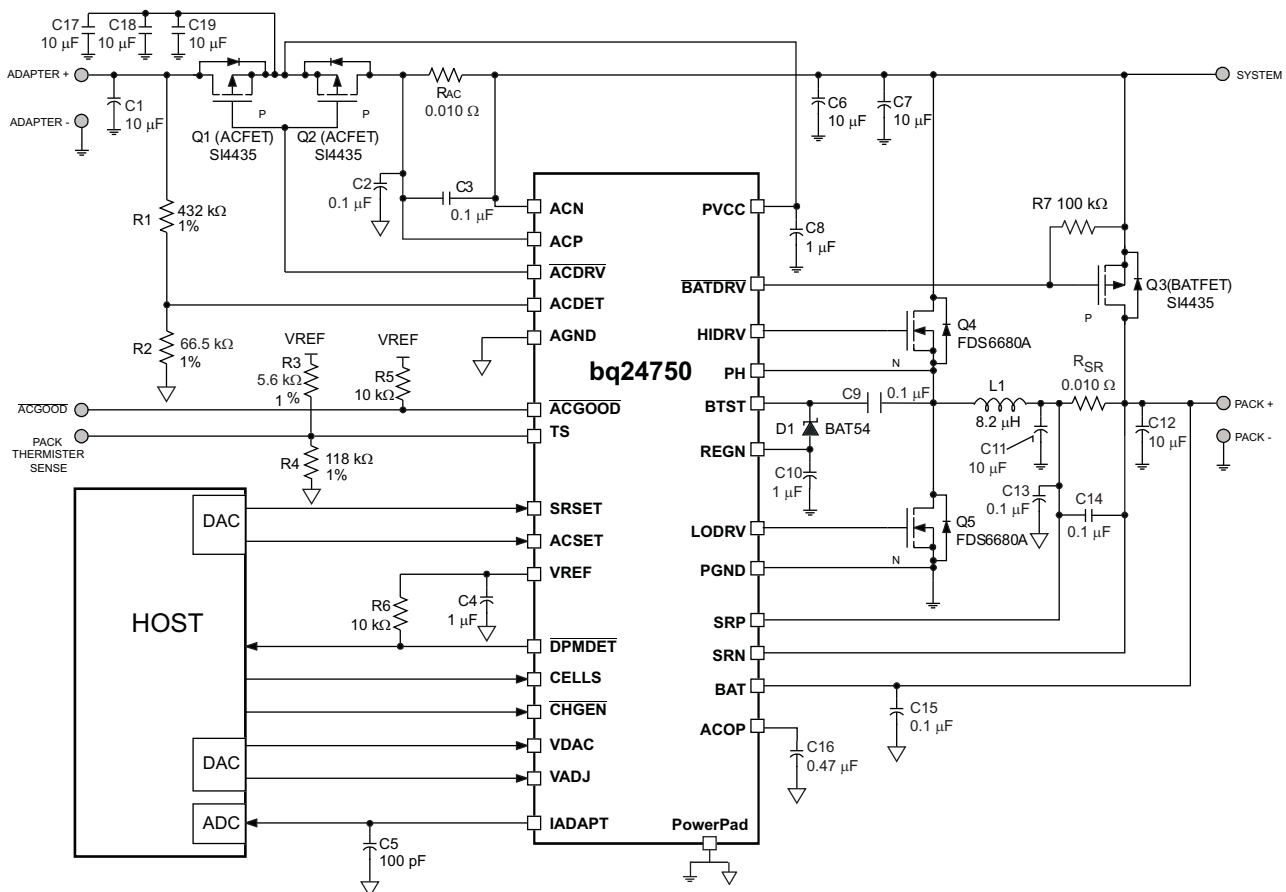 C17
10 µF
C18
10 µF
C19
10 µF
ADAPTER +
ADAPTER -
C1
10 µF
P
P
Q1 (ACFET)
SI4435
Q2 (ACFET)
SI4435
RAC
0.010 Ω
C6
10 µF
C7
10 µF
SYSTEM
R1
432 kΩ
1%
R2
66.5 kΩ
1%
C2
0.1 µF
C3
0.1 µF
C8
1 µF
R7 100 kΩ
Q3(BATFET)
SI4435
P
VREF
R3
5.6 kΩ
1 %
VREF
R5
10 kΩ
ACGOOD
PACK
THERMISTER
SENSE
R4
118 kΩ
1%
bq24750
ACN
ACP
ACDRV
ACDET
AGND
ACGOOD
TS
SRSET
ACSET
VREF
DPMDET
CELLS
CHGEN
VDAC
VADJ
IADAPT
PVCC
BATDRV
HIDRV
PH
BTST
REGN
LODRV
PGND
SRP
SRN
BAT
ACOP
PowerPad
Q4
FDS6680A
N
C9
0.1 µF
D1
BAT54
C10
1 µF
L1
8.2 µH
RSR
0.010 Ω
PACK +
PACK -
C11
10 µF
C12
10 µF
C13
0.1 µF
C14
0.1 µF
Q5
FDS6680A
N
C15
0.1 µF
C16
0.47 µF
HOST
DAC
DAC
ADC
R6
10 kΩ
C4
1 µF
C5
100 pF